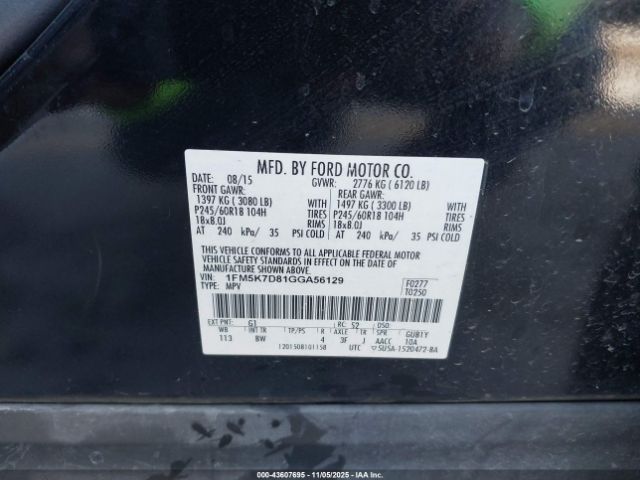 MFD. BY FORD MOTOR CO.
DATE: 08/15 GVWR: 2776 KG ( 6120 LB)
FRONT GAWR: REAR GAWR:
1397 KG ( 3080 LB) WITH 1497 KG ( 3300 LB) WITH
P245/60R18 104H TIRES P245/60R18 104H TIRES
18x8.0J RIMS 18x8.0J RIMS
AT 240 kPa/ 35 PSI COLD AT 240 kPa/ 35 PSI COLD
THIS VEHICLE CONFORMS TO ALL APPLICABLE FEDERAL MOTOR
VEHICLE SAFETY STANDARDS IN EFFECT ON THE DATE OF
MANUFACTURE SHOWN ABOVE.
VIN: 1FM5K7D81GGA56129
TYPE: MPV
F0277
T0250
EXT PNT: G1 RC: 52 DSO:
WB INT TR TP/PS R AXLE TR SPR GUB1Y
113 BW 4 3F J AACC 10A
1201508101158 UTC 5U5A-1520472-BA
000-43607695 - 11/05/2025 - IAAI.COM